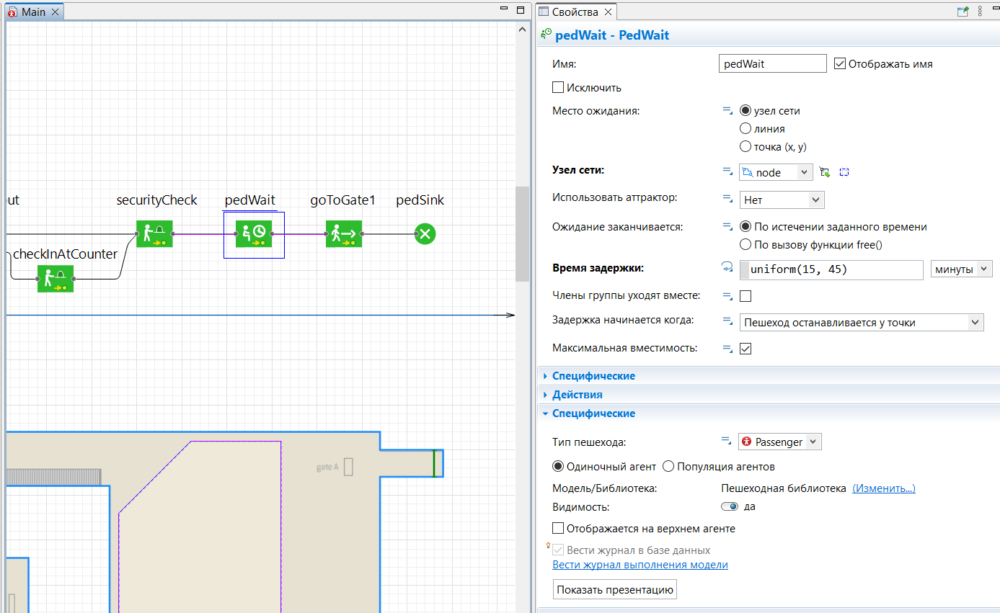 Main
ut
securityCheck
pedWait
goToGate1
pedSink
checkInAtCounter
gate A
Свойства
pedWait - PedWait
Имя:
pedWait
Отображать имя
Исключить
Место ожидания:
узел сети
линия
точка (x, y)
Узел сети:
node
Использовать аттрактор:
Нет
Ожидание заканчивается:
По истечении заданного времени
По вызову функции free()
Время задержки:
uniform(15, 45)
минуты
Члены группы уходят вместе:
Задержка начинается когда:
Пешеход останавливается у точки
Максимальная вместимость:
Специфические
Действия
Специфические
Тип пешехода:
Passenger
Одиночный агент
Популяция агентов
Модель/Библиотека:
Пешеходная библиотека (Изменить...)
Видимость:
да
Отображается на верхнем агенте
Вести журнал в базе данных
Вести журнал выполнения модели
Показать презентацию